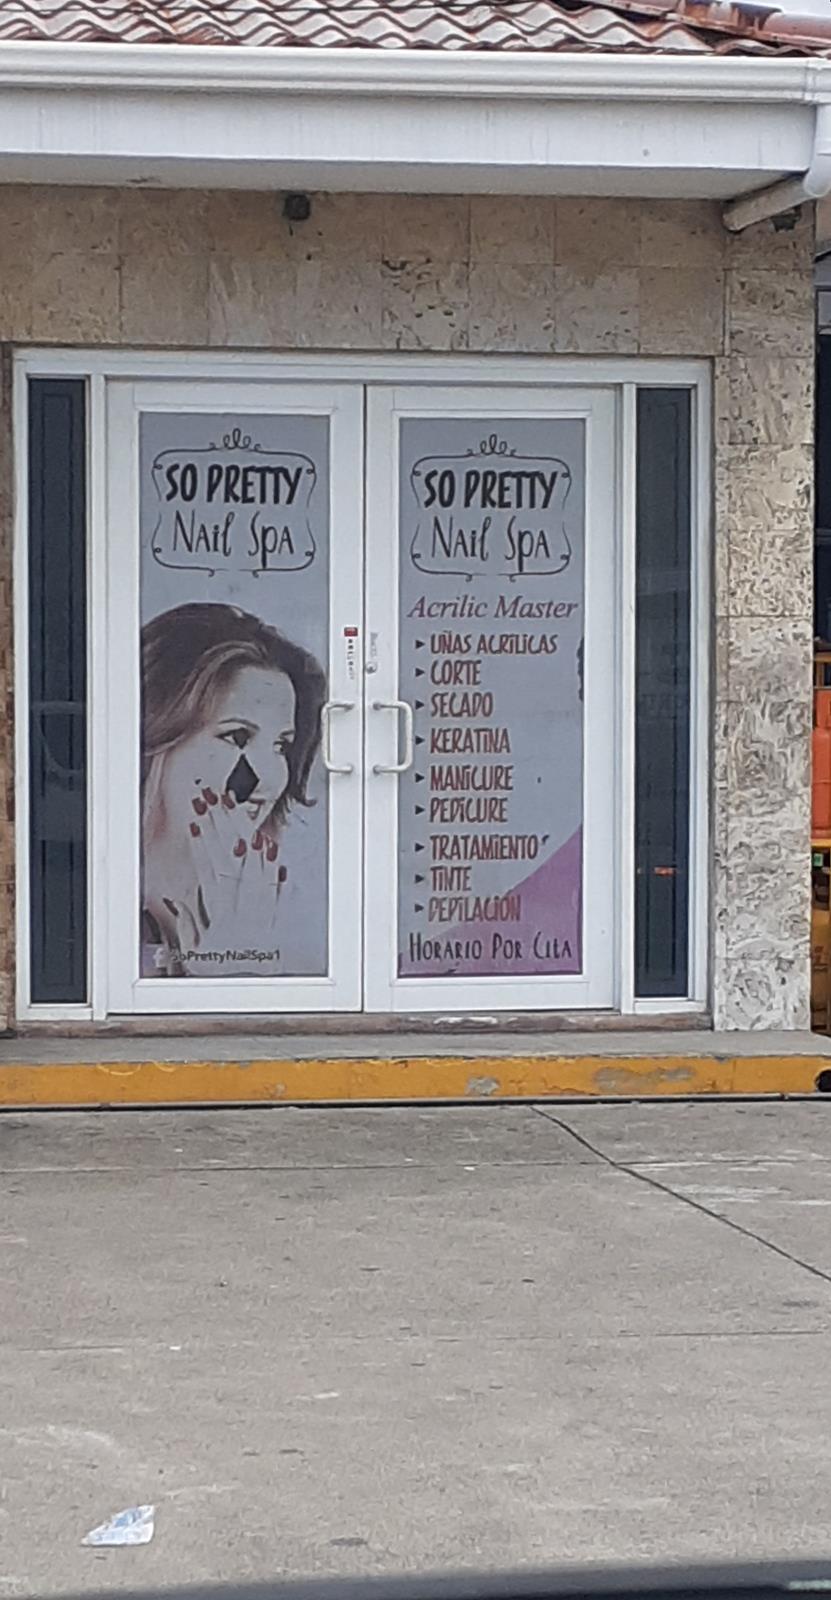 SO PRETTY
Nail Spa
SoPrettyNailSpa1
SO PRETTY
Nail Spa
Acrilic Master
UÑAS ACRILICAS
CORTE
SECADO
KERATINA
MANICURE
PEDICURE
TRATAMIENTO
TINTE
DEPILACIÓN
HORARIO POR CITA